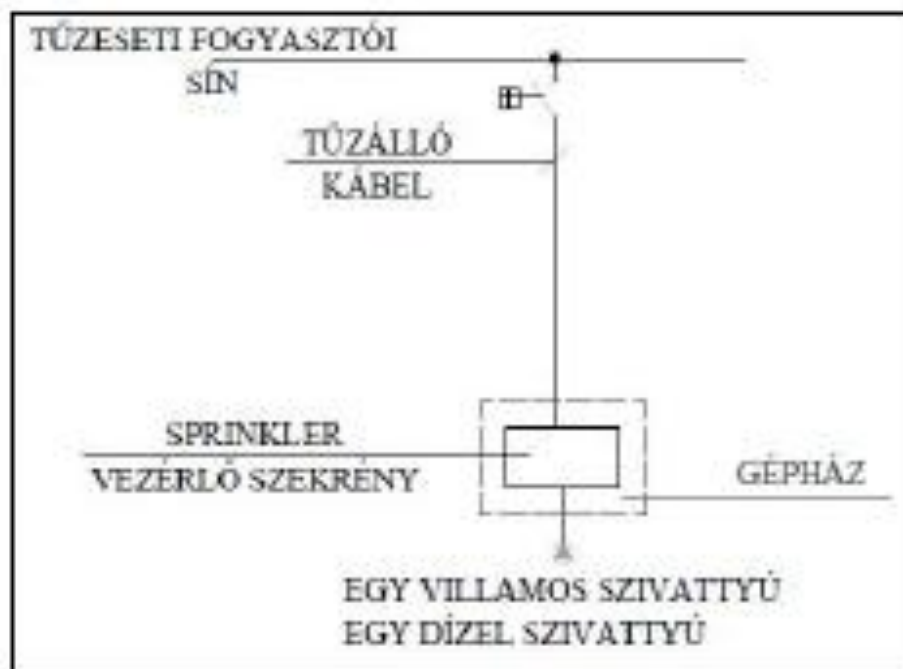 TŰZESETI FOGYASZTÓI
SÍN
TŰZÁLLÓ
KÁBEL
SPRINKLER
VEZÉRLŐ SZEKRÉNY
GÉPHÁZ
EGY VILLAMOS SZIVATTYÚ
EGY DÍZEL SZIVATTYÚ